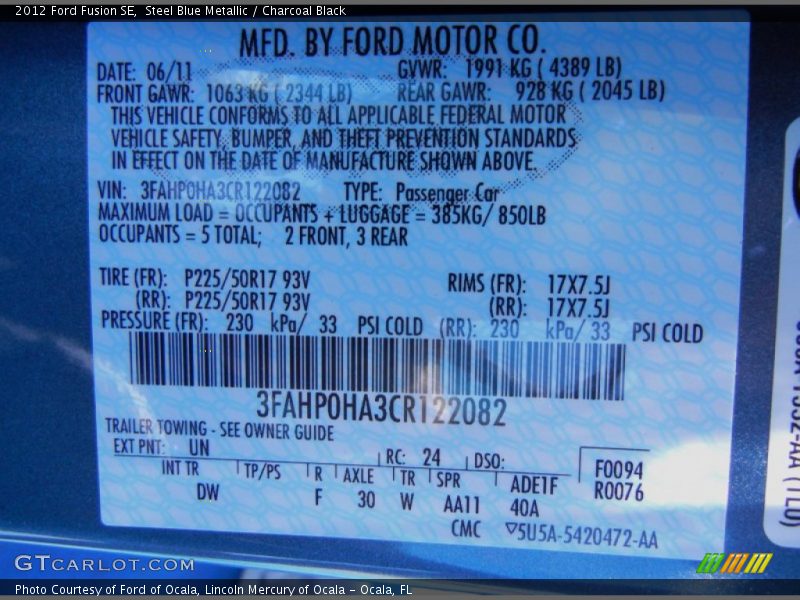 2012 Ford Fusion SE, Steel Blue Metallic / Charcoal Black
MFD. BY FORD MOTOR CO.
DATE: 06/11 GVWR: 1991 KG ( 4389 LB)
FRONT GAWR: 1063 KG ( 2344 LB) REAR GAWR: 928 KG ( 2045 LB)
THIS VEHICLE CONFORMS TO ALL APPLICABLE FEDERAL MOTOR
VEHICLE SAFETY, BUMPER, AND THEFT PREVENTION STANDARDS
IN EFFECT ON THE DATE OF MANUFACTURE SHOWN ABOVE.
VIN: 3FAHP0HA3CR122082 TYPE: Passenger Car
MAXIMUM LOAD = OCCUPANTS + LUGGAGE = 385KG/ 850LB
OCCUPANTS = 5 TOTAL; 2 FRONT, 3 REAR
TIRE (FR): P225/50R17 93V RIMS (FR): 17X7.5J
(RR): P225/50R17 93V (RR): 17X7.5J
PRESSURE (FR): 230 kPa/ 33 PSI COLD (RR): 230 kPa/ 33 PSI COLD
3FAHP0HA3CR122082
TRAILER TOWING - SEE OWNER GUIDE
EXT PNT: UN RC: 24 DSO:
INT TR TP/PS R AXLE TR SPR ADE1F F0094
DW F 30 W AA11 40A R0076
CMC ▽5U5A-5420472-AA
GTCARLOT.COM
Photo Courtesy of Ford of Ocala, Lincoln Mercury of Ocala - Ocala, FL